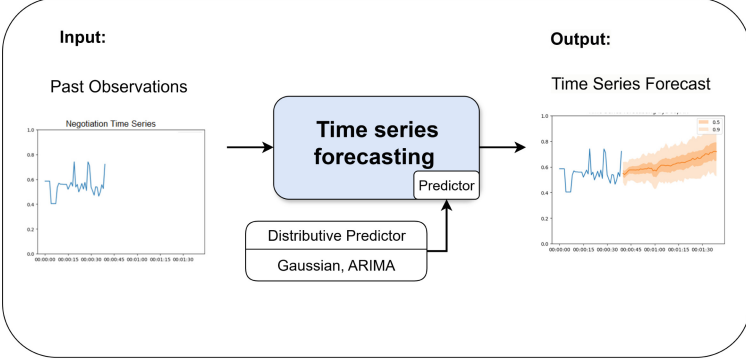 Input:
Output:
Past Observations
Time Series Forecast
Negotiation Time Series
1.0
0.8
0.6
0.4
0.2
0.0
00:00:00 00:00:15 00:00:30 00:00:45 00:01:00 00:01:15 00:01:30
Time series
forecasting
Predictor
Distributive Predictor
Gaussian, ARIMA
1.0
0.8
0.6
0.4
0.2
0.0
0.5
0.9
00:00:00 00:00:15 00:00:30 00:00:45 00:01:00 00:01:15 00:01:30